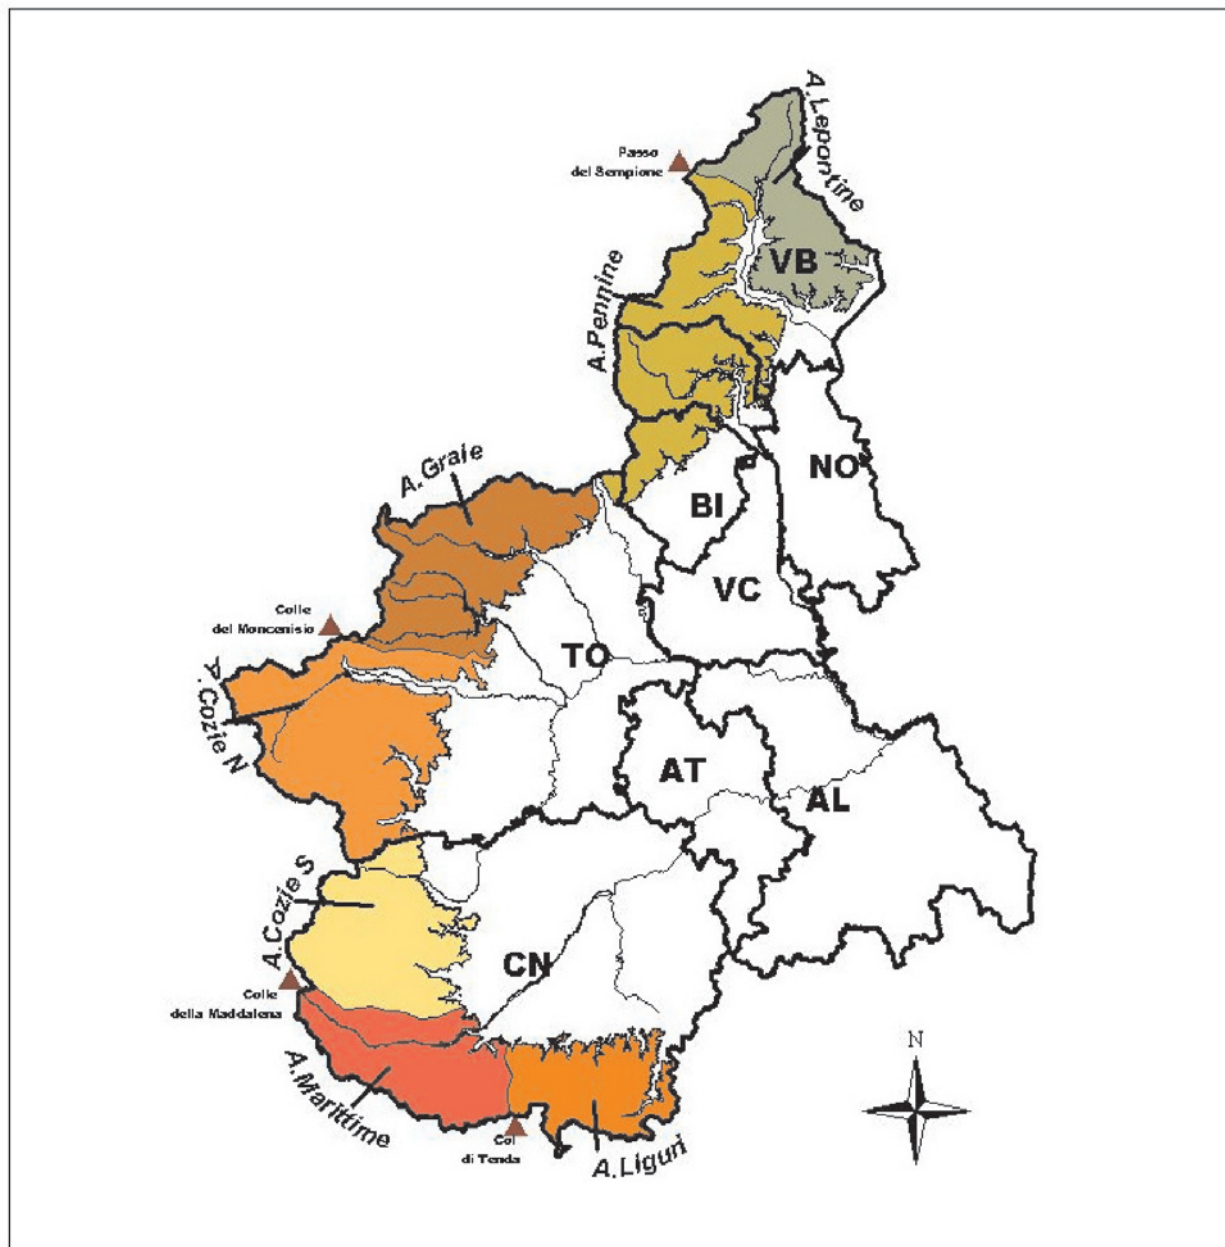 A.Lepontine
Passo
del Sempione
VB
A.Pennine
NO
A.Graie
BI
VC
Colle
del Moncenisio
TO
A.Cozie N
AT
AL
A.Cozie S
CN
Colle
della Maddalena
N
A.Marittime
Col
di Tenda
A.Liguri